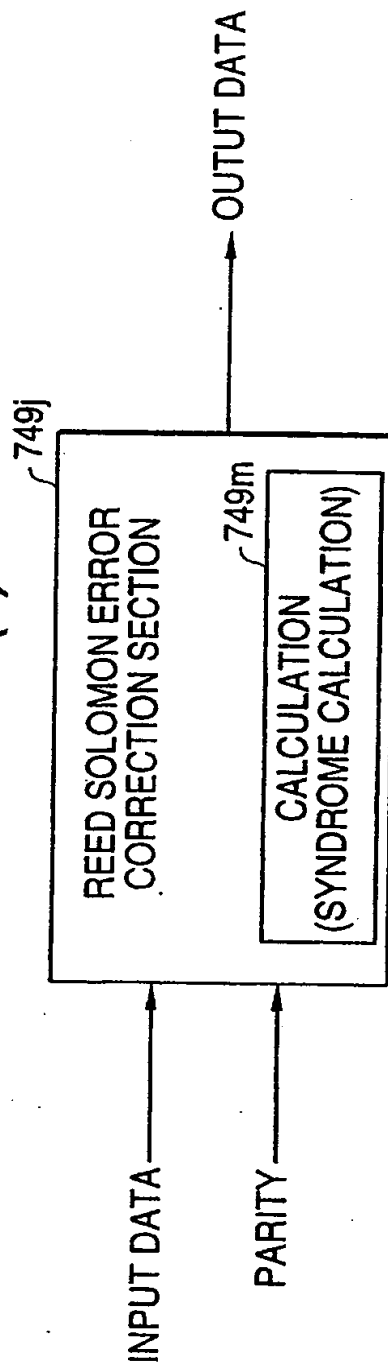 749j
REED SOLOMON ERROR
CORRECTION SECTION
749m
CALCULATION
(SYNDROME CALCULATION)
INPUT DATA
PARITY
OUTUT DATA